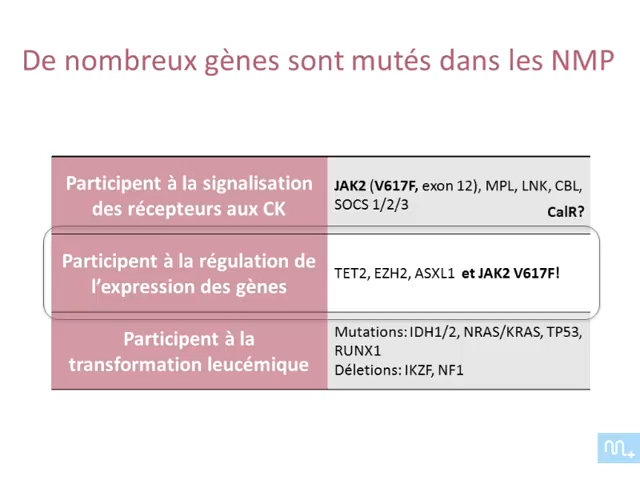 De nombreux gènes sont mutés dans les NMP
Participent à la signalisation
des récepteurs aux CK
JAK2 (V617F, exon 12), MPL, LNK, CBL,
SOCS 1/2/3
CalR?
Participent à la régulation de
l’expression des gènes
TET2, EZH2, ASXL1 et JAK2 V617F!
Participent à la
transformation leucémique
Mutations: IDH1/2, NRAS/KRAS, TP53,
RUNX1
Déletions: IKZF, NF1